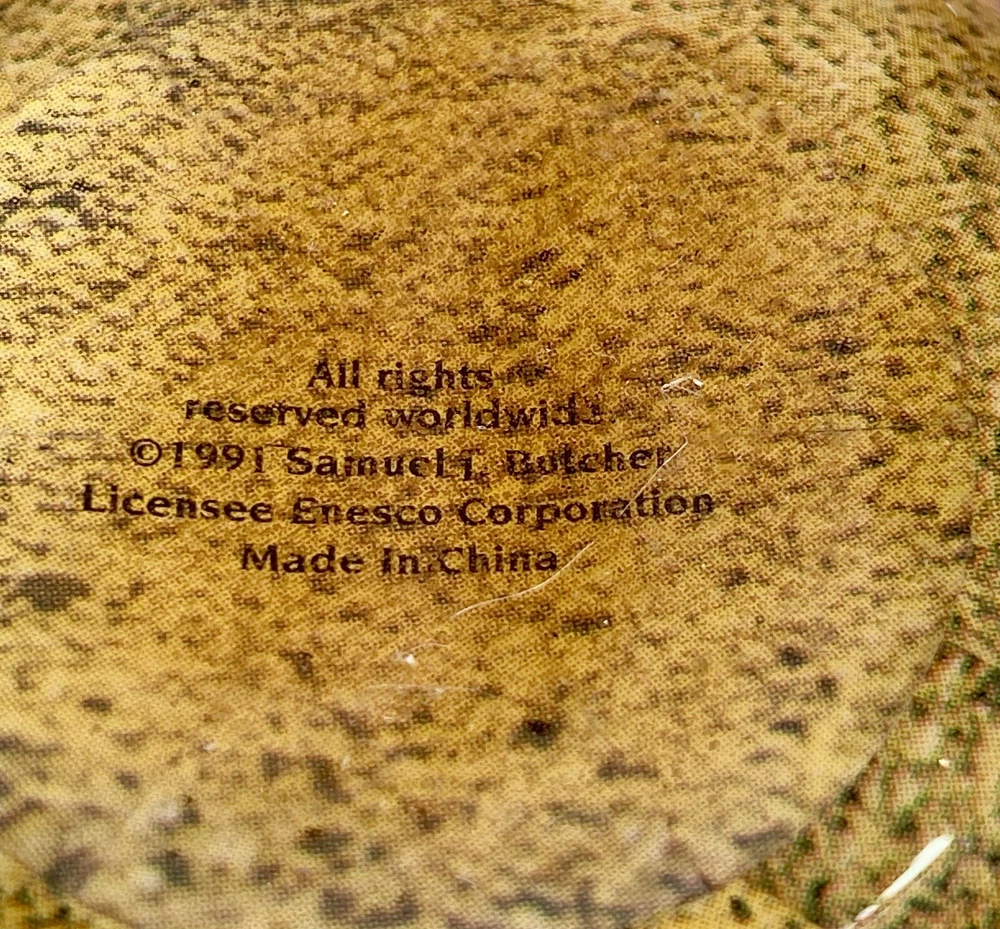 All rights
reserved worldwide.
©1991 Samuel J. Butcher
Licensee Enesco Corporation
Made In China